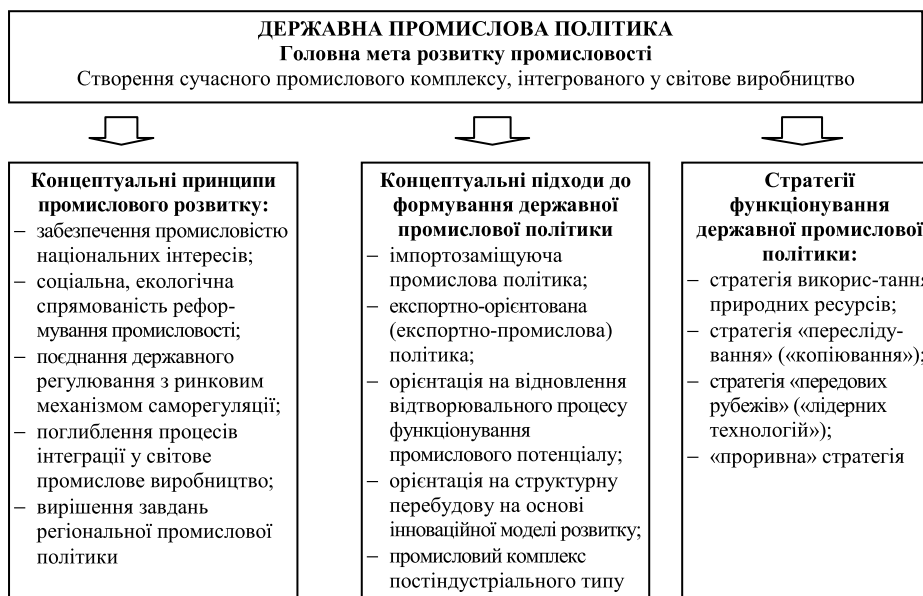 ДЕРЖАВНА ПРОМИСЛОВА ПОЛІТИКА
Головна мета розвитку промисловості
Створення сучасного промислового комплексу, інтегрованого у світове виробництво
Концептуальні принципи
промислового розвитку:
– забезпечення промисловістю
національних інтересів;
– соціальна, екологічна
спрямованість рефор-
мування промисловості;
– поєднання державного
регулювання з ринковим
механізмом саморегуляції;
– поглиблення процесів
інтеграції у світове
промислове виробництво;
– вирішення завдань
регіональної промислової
політики
Концептуальні підходи до
формування державної
промислової політики
– імпортозаміщуюча
промислова політика;
– експортно-орієнтована
(експортно-промислова)
політика;
– орієнтація на відновлення
відтворювального процесу
функціонування
промислового потенціалу;
– орієнтація на структурну
перебудову на основі
інноваційної моделі розвитку;
– промисловий комплекс
постіндустріального типу
Стратегії
функціонування
державної промислової
політики:
– стратегія викорис-тання
природних ресурсів;
– стратегія «пересліду-
вання» («копіювання»);
– стратегія «передових
рубежів» («лідерних
технологій»);
– «проривна» стратегія